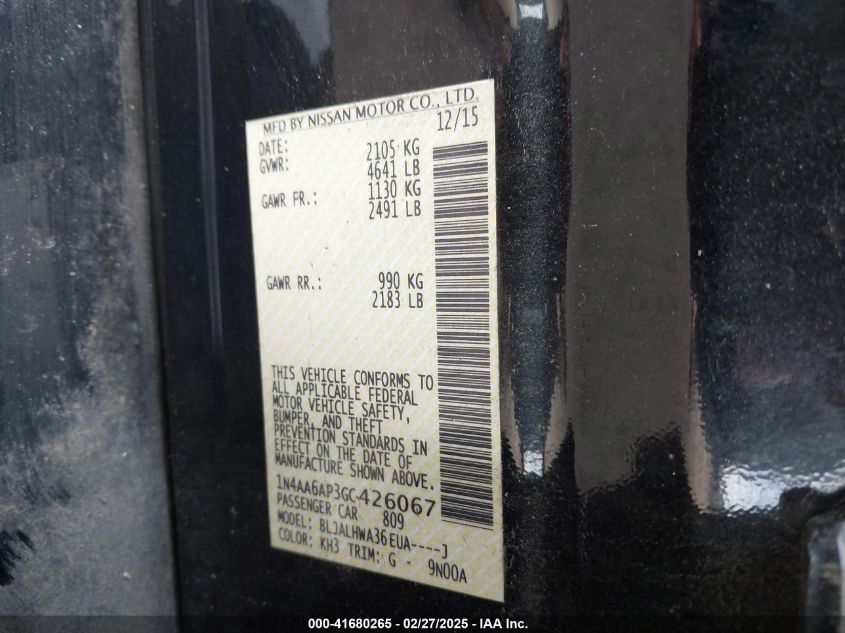 MFD BY NISSAN MOTOR CO., LTD.
DATE: 12/15
GVWR: 2105 KG
4641 LB
GAWR FR.: 1130 KG
2491 LB
GAWR RR.: 990 KG
2183 LB
THIS VEHICLE CONFORMS TO
ALL APPLICABLE FEDERAL
MOTOR VEHICLE SAFETY,
BUMPER, AND THEFT
PREVENTION STANDARDS IN
EFFECT ON THE DATE OF
MANUFACTURE SHOWN ABOVE.
1N4AA6AP3GC426067
PASSENGER CAR 809
MODEL: BLJALHWA36EUA----J
COLOR: KH3 TRIM: G - 9N00A
000-41680265 - 02/27/2025 - IAA Inc.